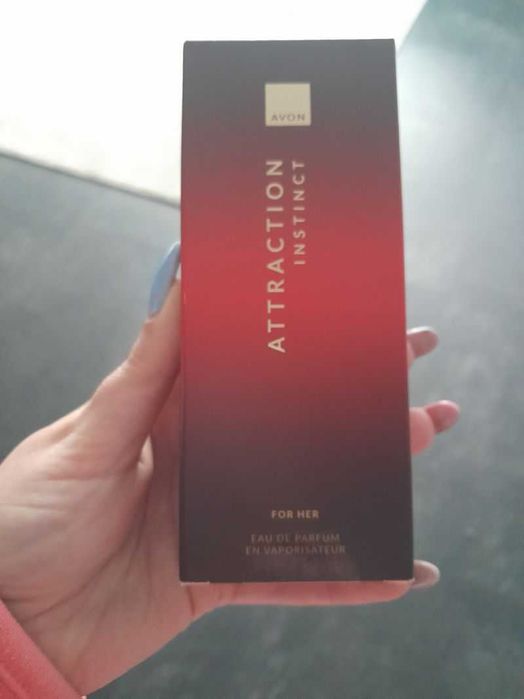 AVON
ATTRACTION
INSTINCT
FOR HER
EAU DE PARFUM
EN VAPORISATEUR